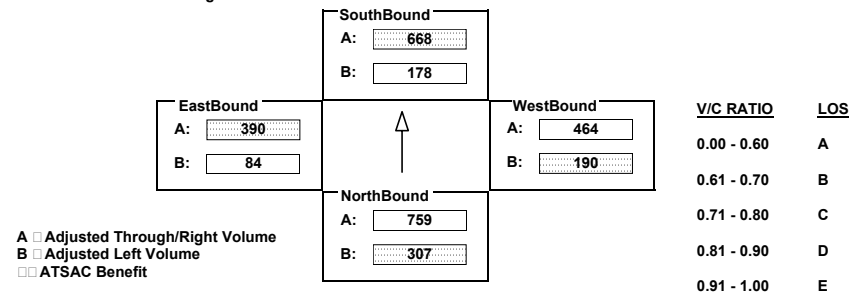 SouthBound
A: 668
B: 178
EastBound
A: 390
B: 84
WestBound
A: 464
B: 190
NorthBound
A: 759
B: 307
A □ Adjusted Through/Right Volume
B □ Adjusted Left Volume
□□ ATSAC Benefit
V/C RATIO LOS
0.00 - 0.60 A
0.61 - 0.70 B
0.71 - 0.80 C
0.81 - 0.90 D
0.91 - 1.00 E